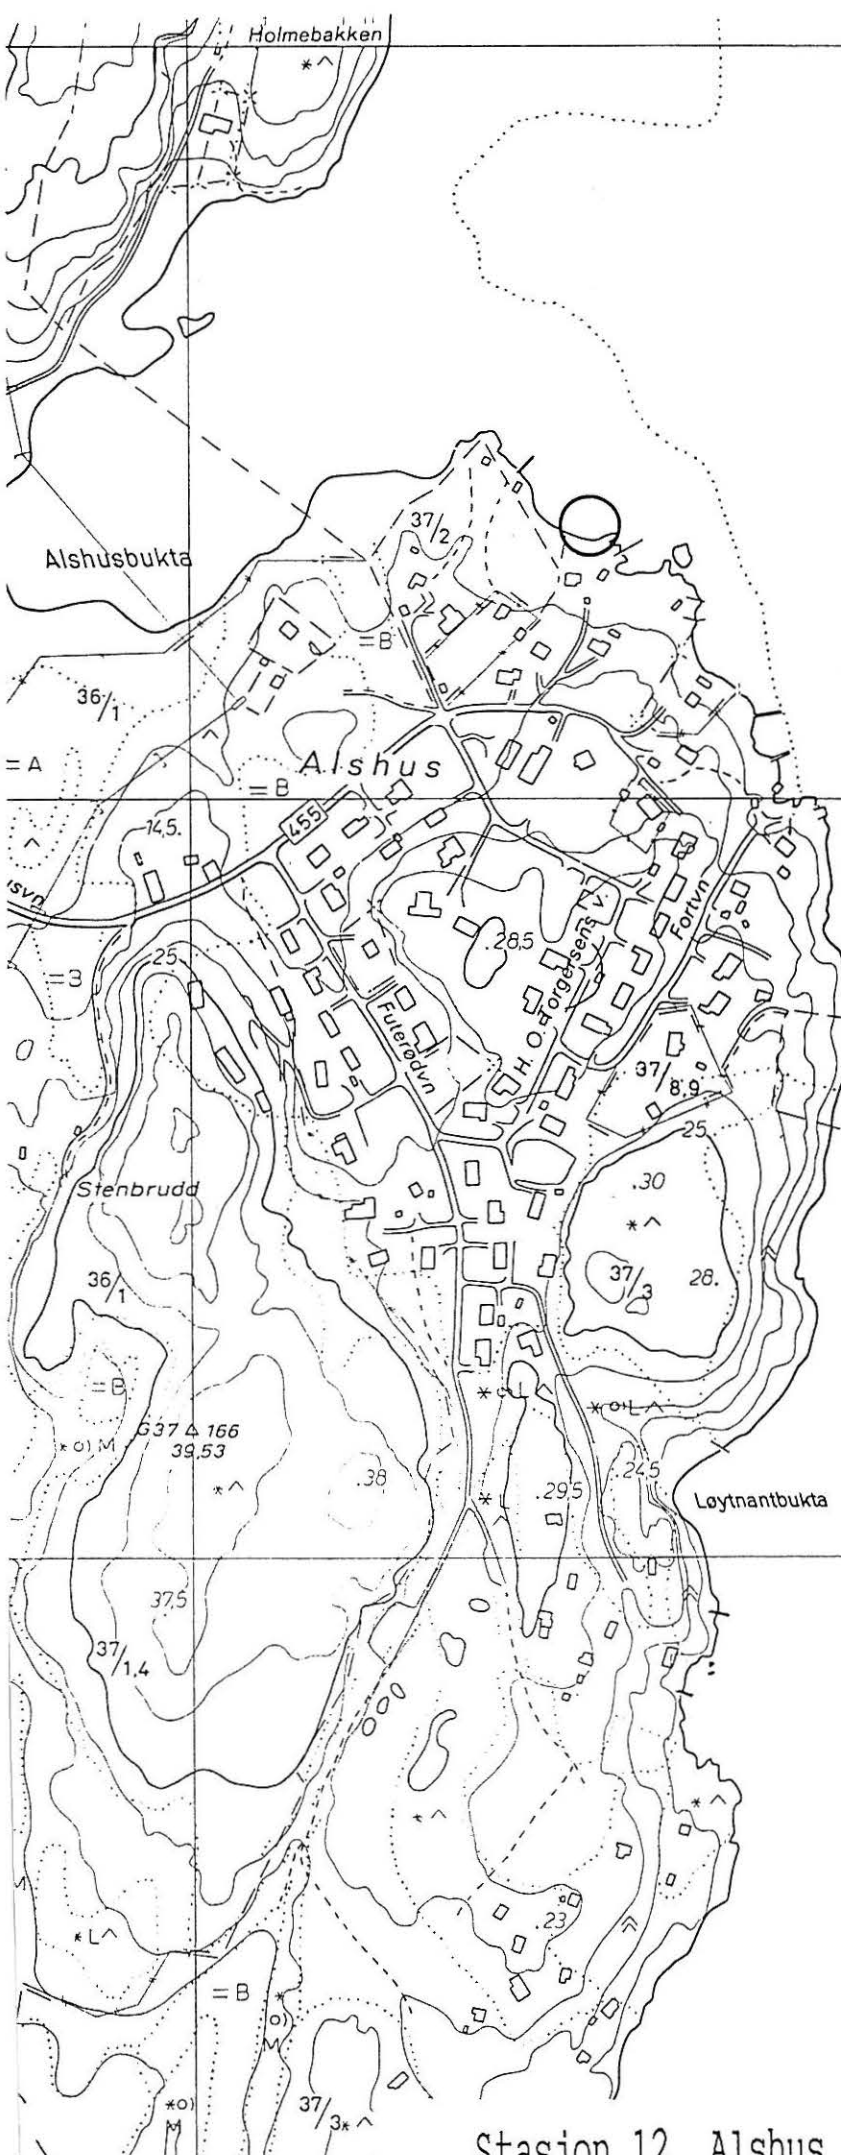 Holmebakken
*^
37/2
Alshusbukta
=B
36/1
= A
Alshus
=B
455
14,5.
svn
.28,5
Fortvn
H. O. Torgersens v.
=B
25
Futerødvn
37/8,9
25
.30
Stenbrudd
*^
37/3
28.
36/1
=B
*o)L^
*o)L^
G37 Δ 166
39,53
*o)M
.38
*^
.29,5
.24,5
*L^
Løytnantbukta
37,5
37/1,4
*^
*^
*L^
.23
=B
*o)M
*o)M
37/3*^
Stasjon 12, Alshus